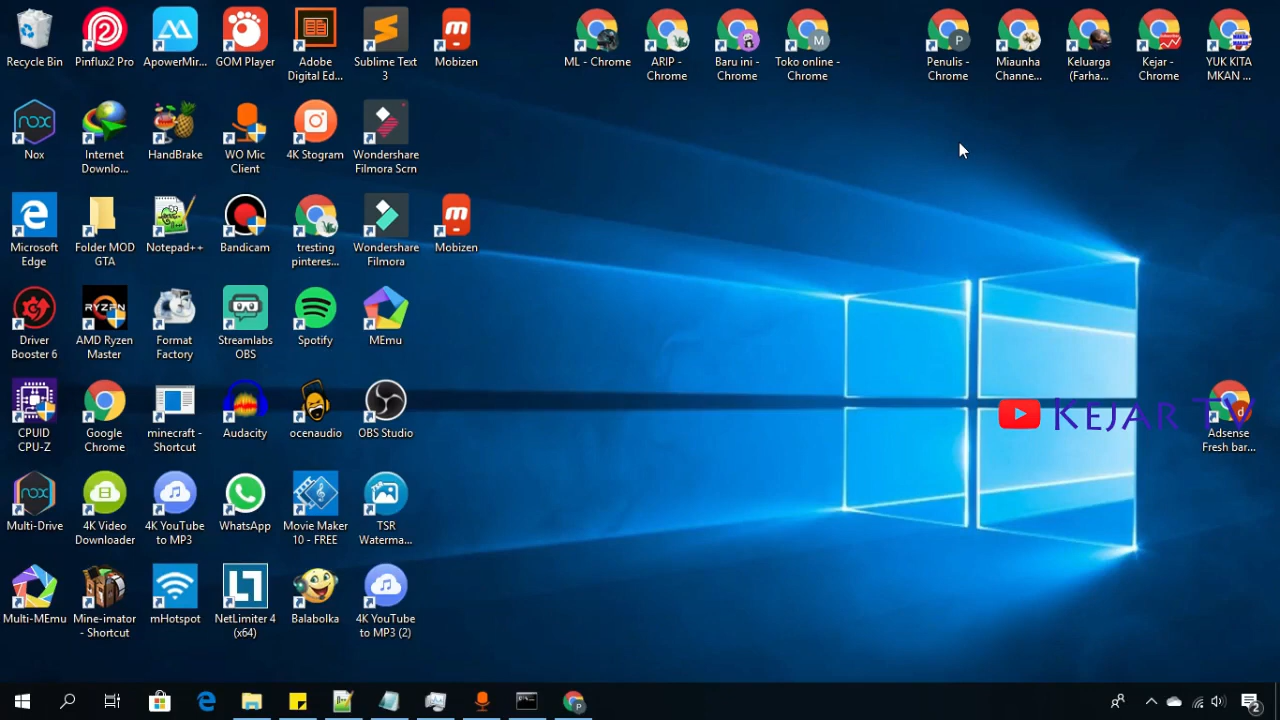 Recycle Bin
Pinflux2 Pro
ApowerMir...
GOM Player
Adobe
Digital Ed...
Sublime Text
3
Mobizen
ML - Chrome
ARIP -
Chrome
Baru ini -
Chrome
M
Toko online -
Chrome
P
Penulis -
Chrome
Miaunha
Channe...
Keluarga
(Farha...
Kejar -
Chrome
YUK KITA
MKAN ...
nox
Nox
Internet
Downlo...
HandBrake
WO Mic
Client
4K Stogram
Wondershare
Filmora Scrn
Microsoft
Edge
Folder MOD
GTA
Notepad++
Bandicam
tresting
pinteres...
Wondershare
Filmora
Mobizen
Driver
Booster 6
RYZEN
AMD Ryzen
Master
Format
Factory
Streamlabs
OBS
Spotify
MEmu
CPUID
CPU-Z
Google
Chrome
minecraft -
Shortcut
Audacity
ocenaudio
OBS Studio
KEJAR TV
d
Adsense
Fresh bar...
nox
Multi-Drive
4K Video
Downloader
4K YouTube
to MP3
WhatsApp
Movie Maker
10 - FREE
TSR
Waterma...
Multi-MEmu
Mine-imator
- Shortcut
mHotspot
NetLimiter 4
(x64)
Balabolka
4K YouTube
to MP3 (2)
P
2